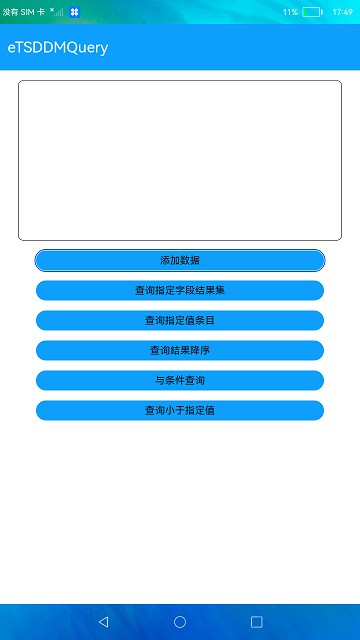 没有 SIM 卡
11%
17:49
eTSDDMQuery
添加数据
查询指定字段结果集
查询指定值条目
查询结果降序
与条件查询
查询小于指定值